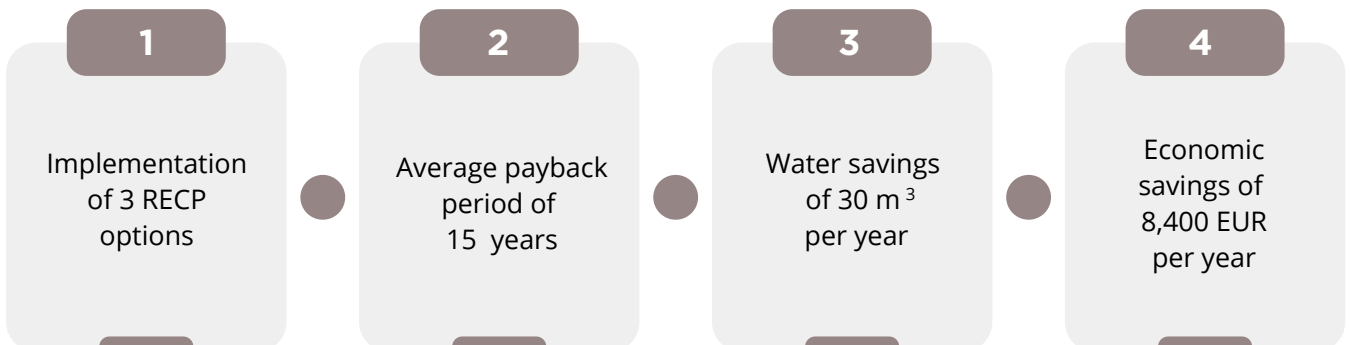 1
Implementation
of 3 RECP
options
2
Average payback
period of
15 years
3
Water savings
of 30 m³
per year
4
Economic
savings of
8,400 EUR
per year